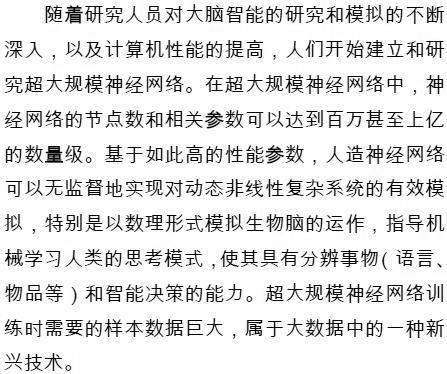 随着研究人员对大脑智能的研究和模拟的不断
深入，以及计算机性能的提高，人们开始建立和研
究超大规模神经网络。在超大规模神经网络中，神
经网络的节点数和相关参数可以达到百万甚至上亿
的数量级。基于如此高的性能参数，人造神经网络
可以无监督地实现对动态非线性复杂系统的有效模
拟，特别是以数理形式模拟生物脑的运作，指导机
械学习人类的思考模式，使其具有分辨事物（语言、
物品等）和智能决策的能力。超大规模神经网络训
练时需要的样本数据巨大，属于大数据中的一种新
兴技术。